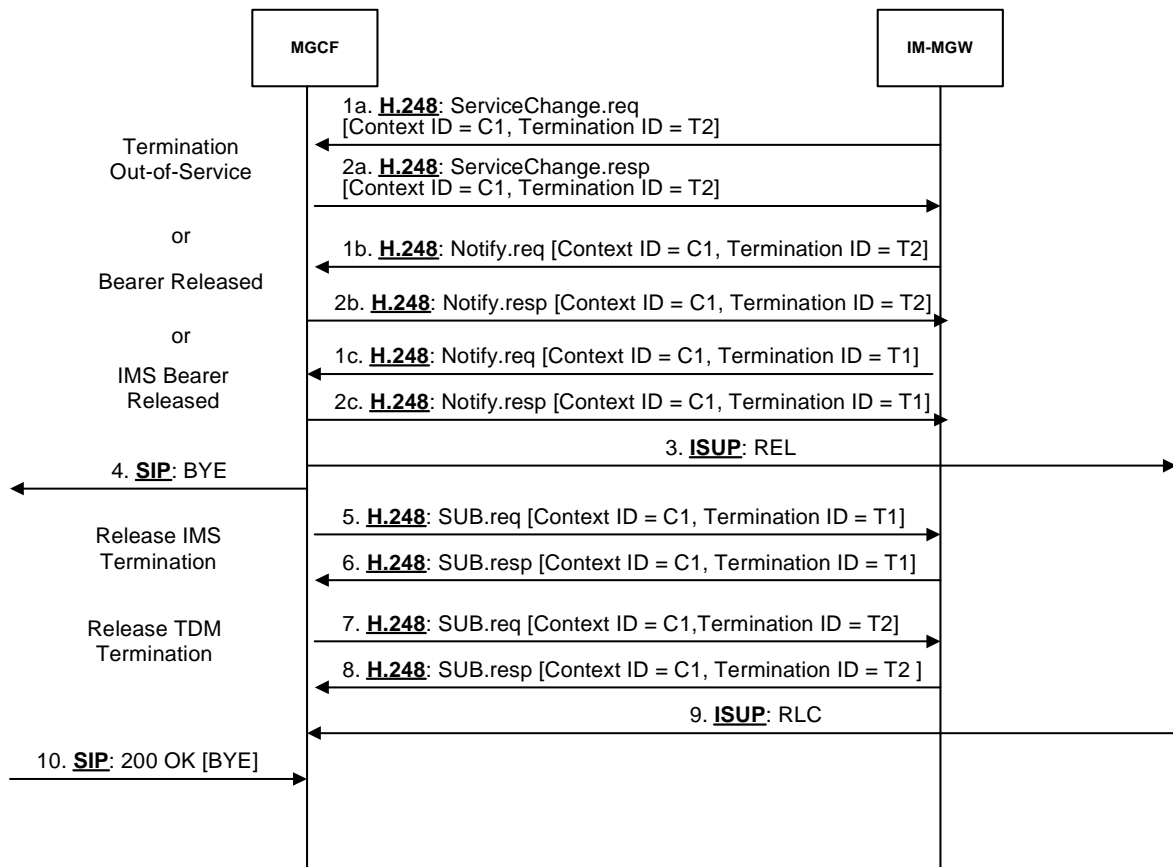 MGCF
IM-MGW
1a. H.248: ServiceChange.req
[Context ID = C1, Termination ID = T2]
Termination
Out-of-Service
2a. H.248: ServiceChange.resp
[Context ID = C1, Termination ID = T2]
or
1b. H.248: Notify.req [Context ID = C1, Termination ID = T2]
Bearer Released
2b. H.248: Notify.resp [Context ID = C1, Termination ID = T2]
or
1c. H.248: Notify.req [Context ID = C1, Termination ID = T1]
IMS Bearer
Released
2c. H.248: Notify.resp [Context ID = C1, Termination ID = T1]
3. ISUP: REL
4. SIP: BYE
5. H.248: SUB.req [Context ID = C1, Termination ID = T1]
Release IMS
Termination
6. H.248: SUB.resp [Context ID = C1, Termination ID = T1]
7. H.248: SUB.req [Context ID = C1,Termination ID = T2]
Release TDM
Termination
8. H.248: SUB.resp [Context ID = C1, Termination ID = T2 ]
9. ISUP: RLC
10. SIP: 200 OK [BYE]